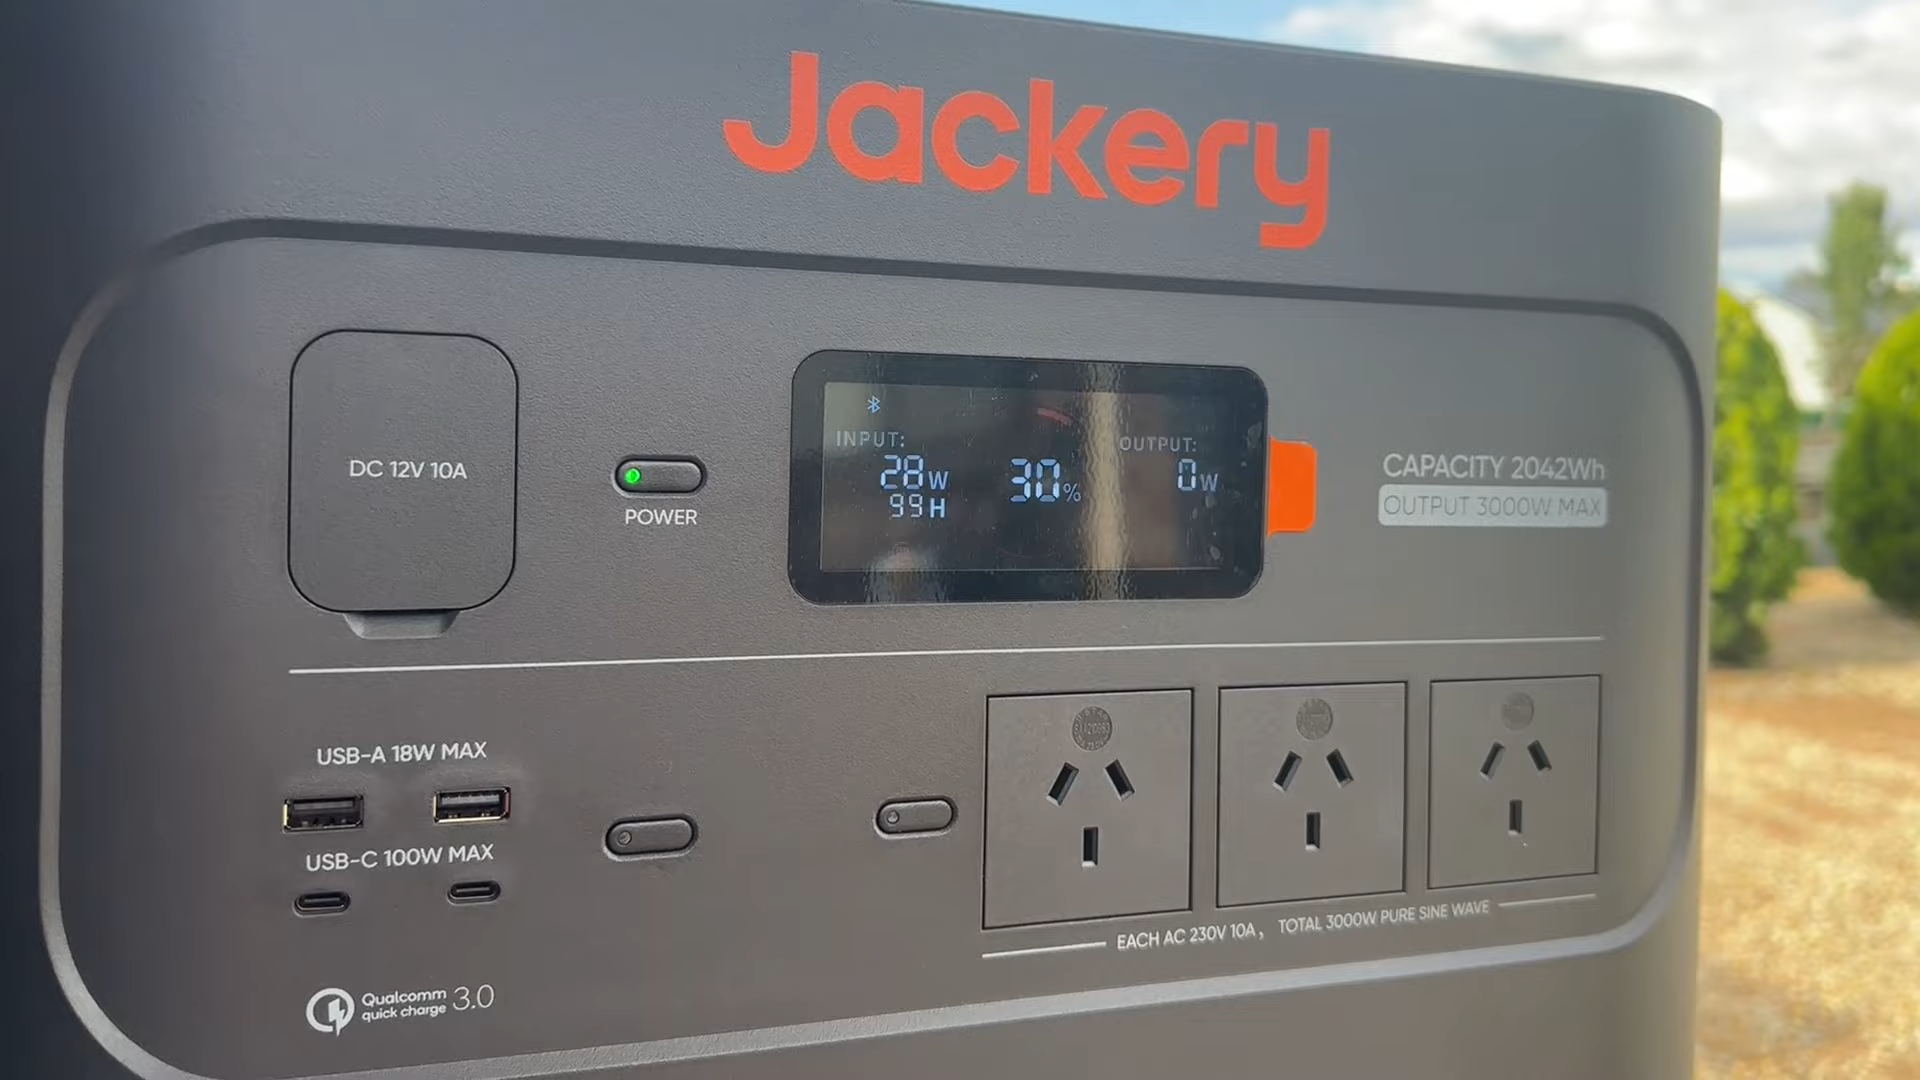 Jackery
DC 12V 10A
POWER
INPUT:
28W
99H
30%
OUTPUT:
0W
CAPACITY 2042Wh
OUTPUT 3000W MAX
USB-A 18W MAX
USB-C 100W MAX
EACH AC 230V 10A, TOTAL 3000W PURE SINE WAVE
Qualcomm
quick charge 3.0